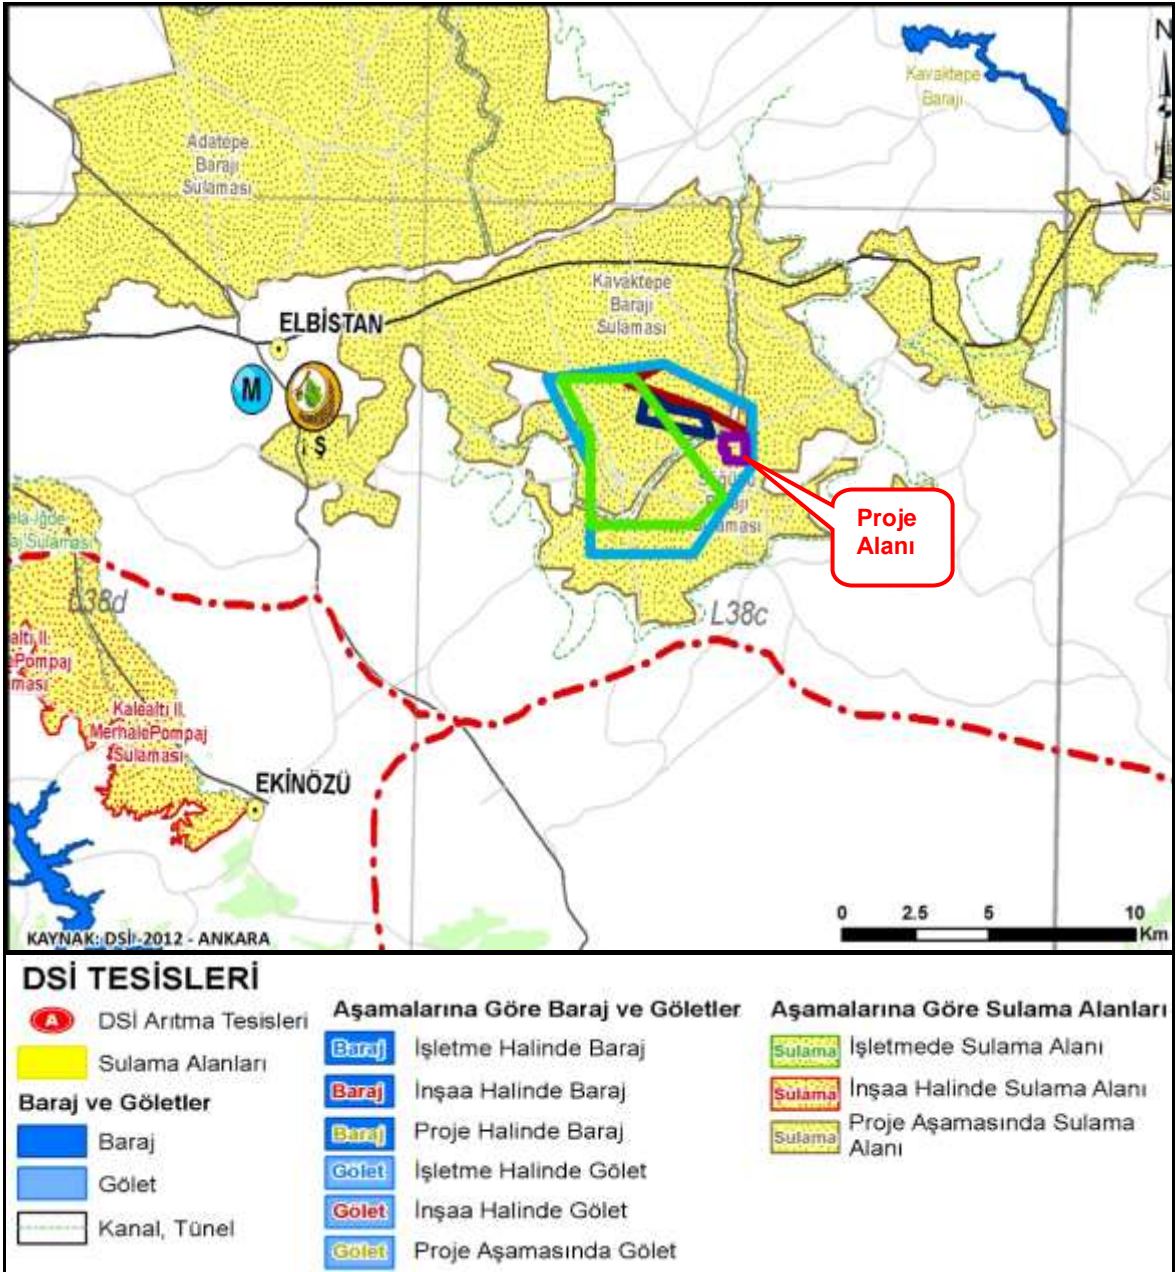 N
Kavaktepe
Barajı
Adatepe
Barajı
Sulaması
Kavaktepe
Barajı
Sulaması
ELBİSTAN
M
Ş
Sulaması
Proje
Alanı
L38d
L38c
Kalealtı II.
MerhalePompaj
Sulaması
EKİNÖZÜ
KAYNAK: DSİ -2012 - ANKARA
0 2.5 5 10
Km
DSİ TESİSLERİ
A DSİ Arıtma Tesisleri
Sulama Alanları
Baraj ve Göletler
Baraj
Gölet
Kanal, Tünel
Aşamalarına Göre Baraj ve Göletler
Baraj İşletme Halinde Baraj
Baraj İnşaa Halinde Baraj
Baraj Proje Halinde Baraj
Gölet İşletme Halinde Gölet
Gölet İnşaa Halinde Gölet
Gölet Proje Aşamasında Gölet
Aşamalarına Göre Sulama Alanları
Sulama İşletmede Sulama Alanı
Sulama İnşaa Halinde Sulama Alanı
Sulama Proje Aşamasında Sulama
Alanı